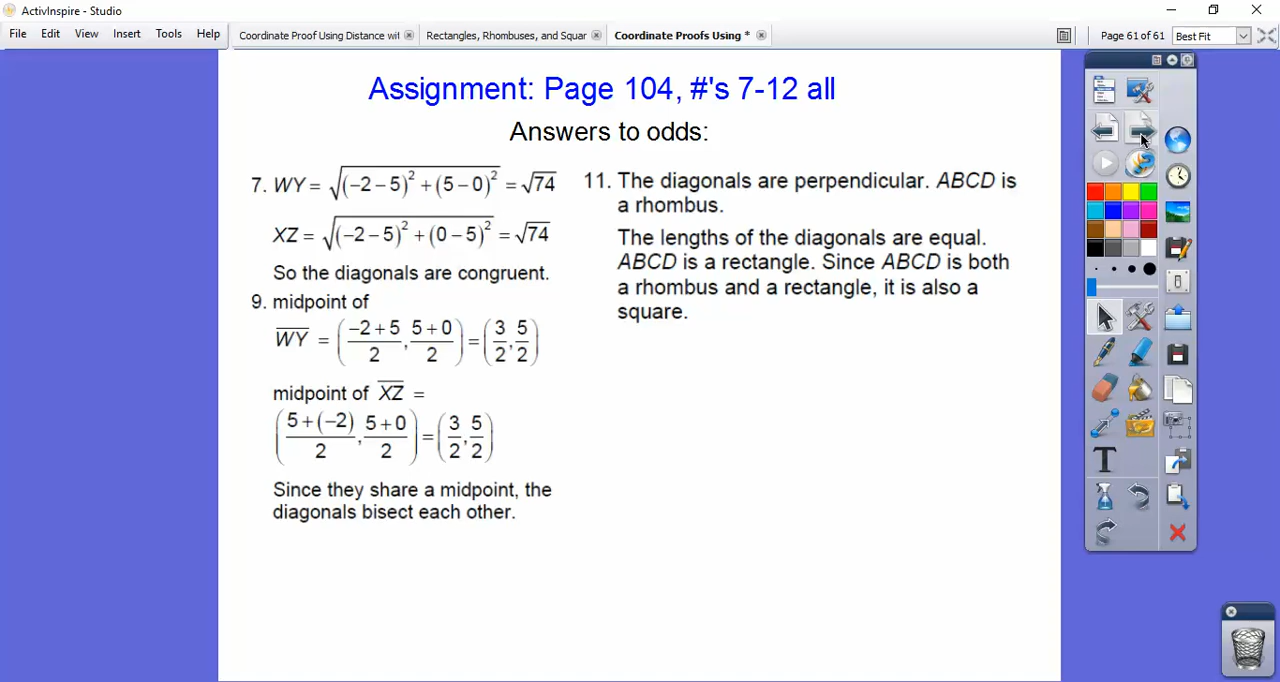 ActivInspire - Studio
File Edit View Insert Tools Help
Coordinate Proof Using Distance wit
Rectangles, Rhombuses, and Squar
Coordinate Proofs Using *
Page 61 of 61
Best Fit
Assignment: Page 104, #'s 7-12 all
Answers to odds:
7. WY = √((−2 − 5)² + (5 − 0)²) = √74
XZ = √((−2 − 5)² + (0 − 5)²) = √74
So the diagonals are congruent.
9. midpoint of
W̅Y̅ = ((−2 + 5)/2, (5 + 0)/2) = (3/2, 5/2)
midpoint of X̅Z̅ =
((5 + (−2))/2, (5 + 0)/2) = (3/2, 5/2)
Since they share a midpoint, the
diagonals bisect each other.
11. The diagonals are perpendicular. ABCD is
a rhombus.
The lengths of the diagonals are equal.
ABCD is a rectangle. Since ABCD is both
a rhombus and a rectangle, it is also a
square.
T